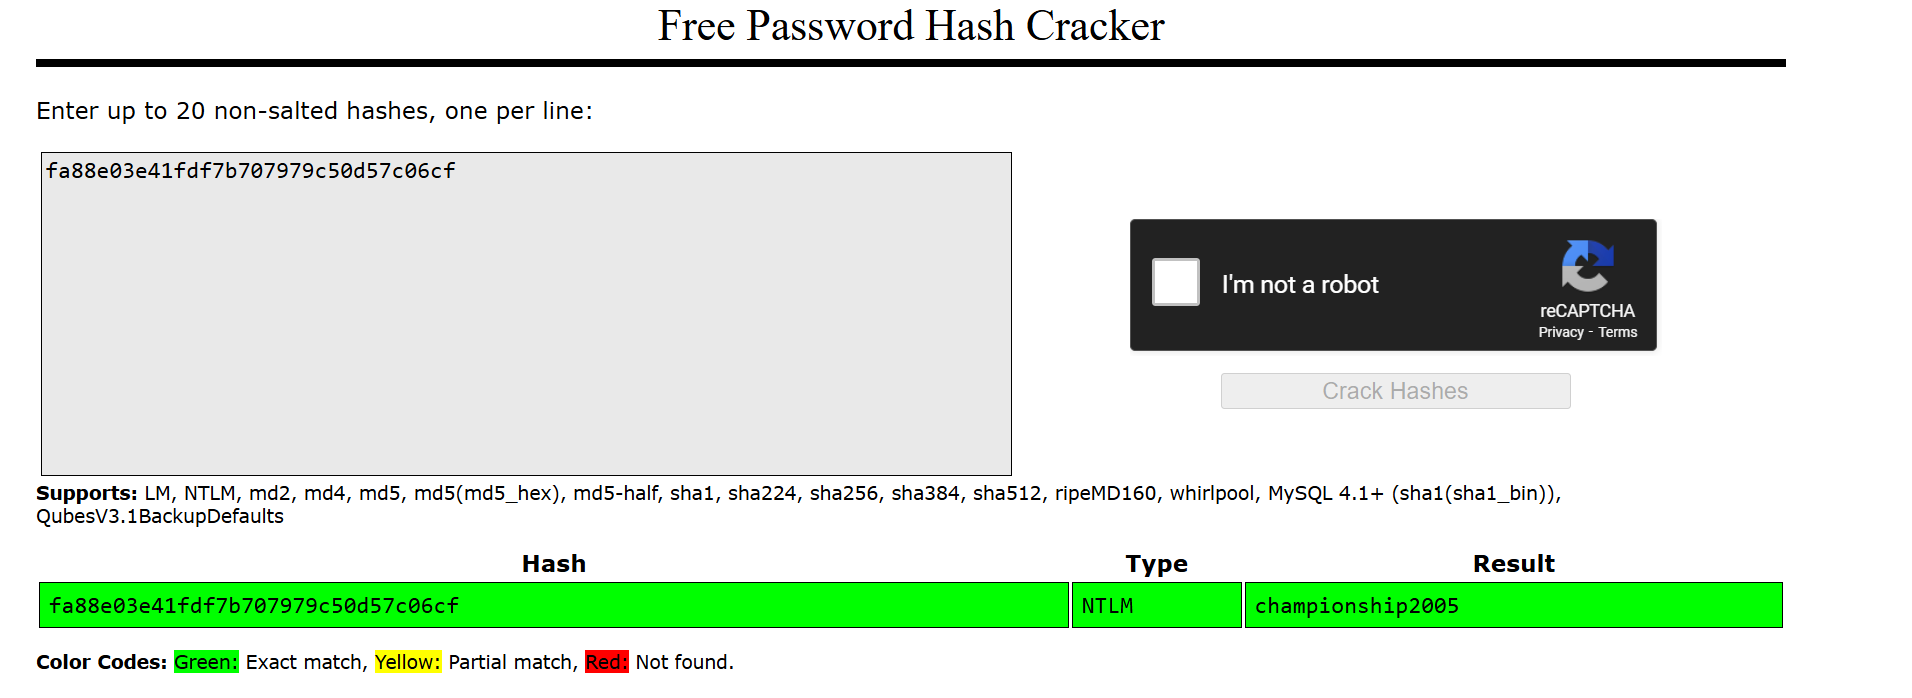 Free Password Hash Cracker
Enter up to 20 non-salted hashes, one per line:
fa88e03e41fdf7b707979c50d57c06cf
I'm not a robot
reCAPTCHA
Privacy - Terms
Crack Hashes
Supports: LM, NTLM, md2, md4, md5, md5(md5_hex), md5-half, sha1, sha224, sha256, sha384, sha512, ripeMD160, whirlpool, MySQL 4.1+ (sha1(sha1_bin)),
QubesV3.1BackupDefaults
Hash Type Result
fa88e03e41fdf7b707979c50d57c06cf NTLM championship2005
Color Codes: Green: Exact match, Yellow: Partial match, Red: Not found.